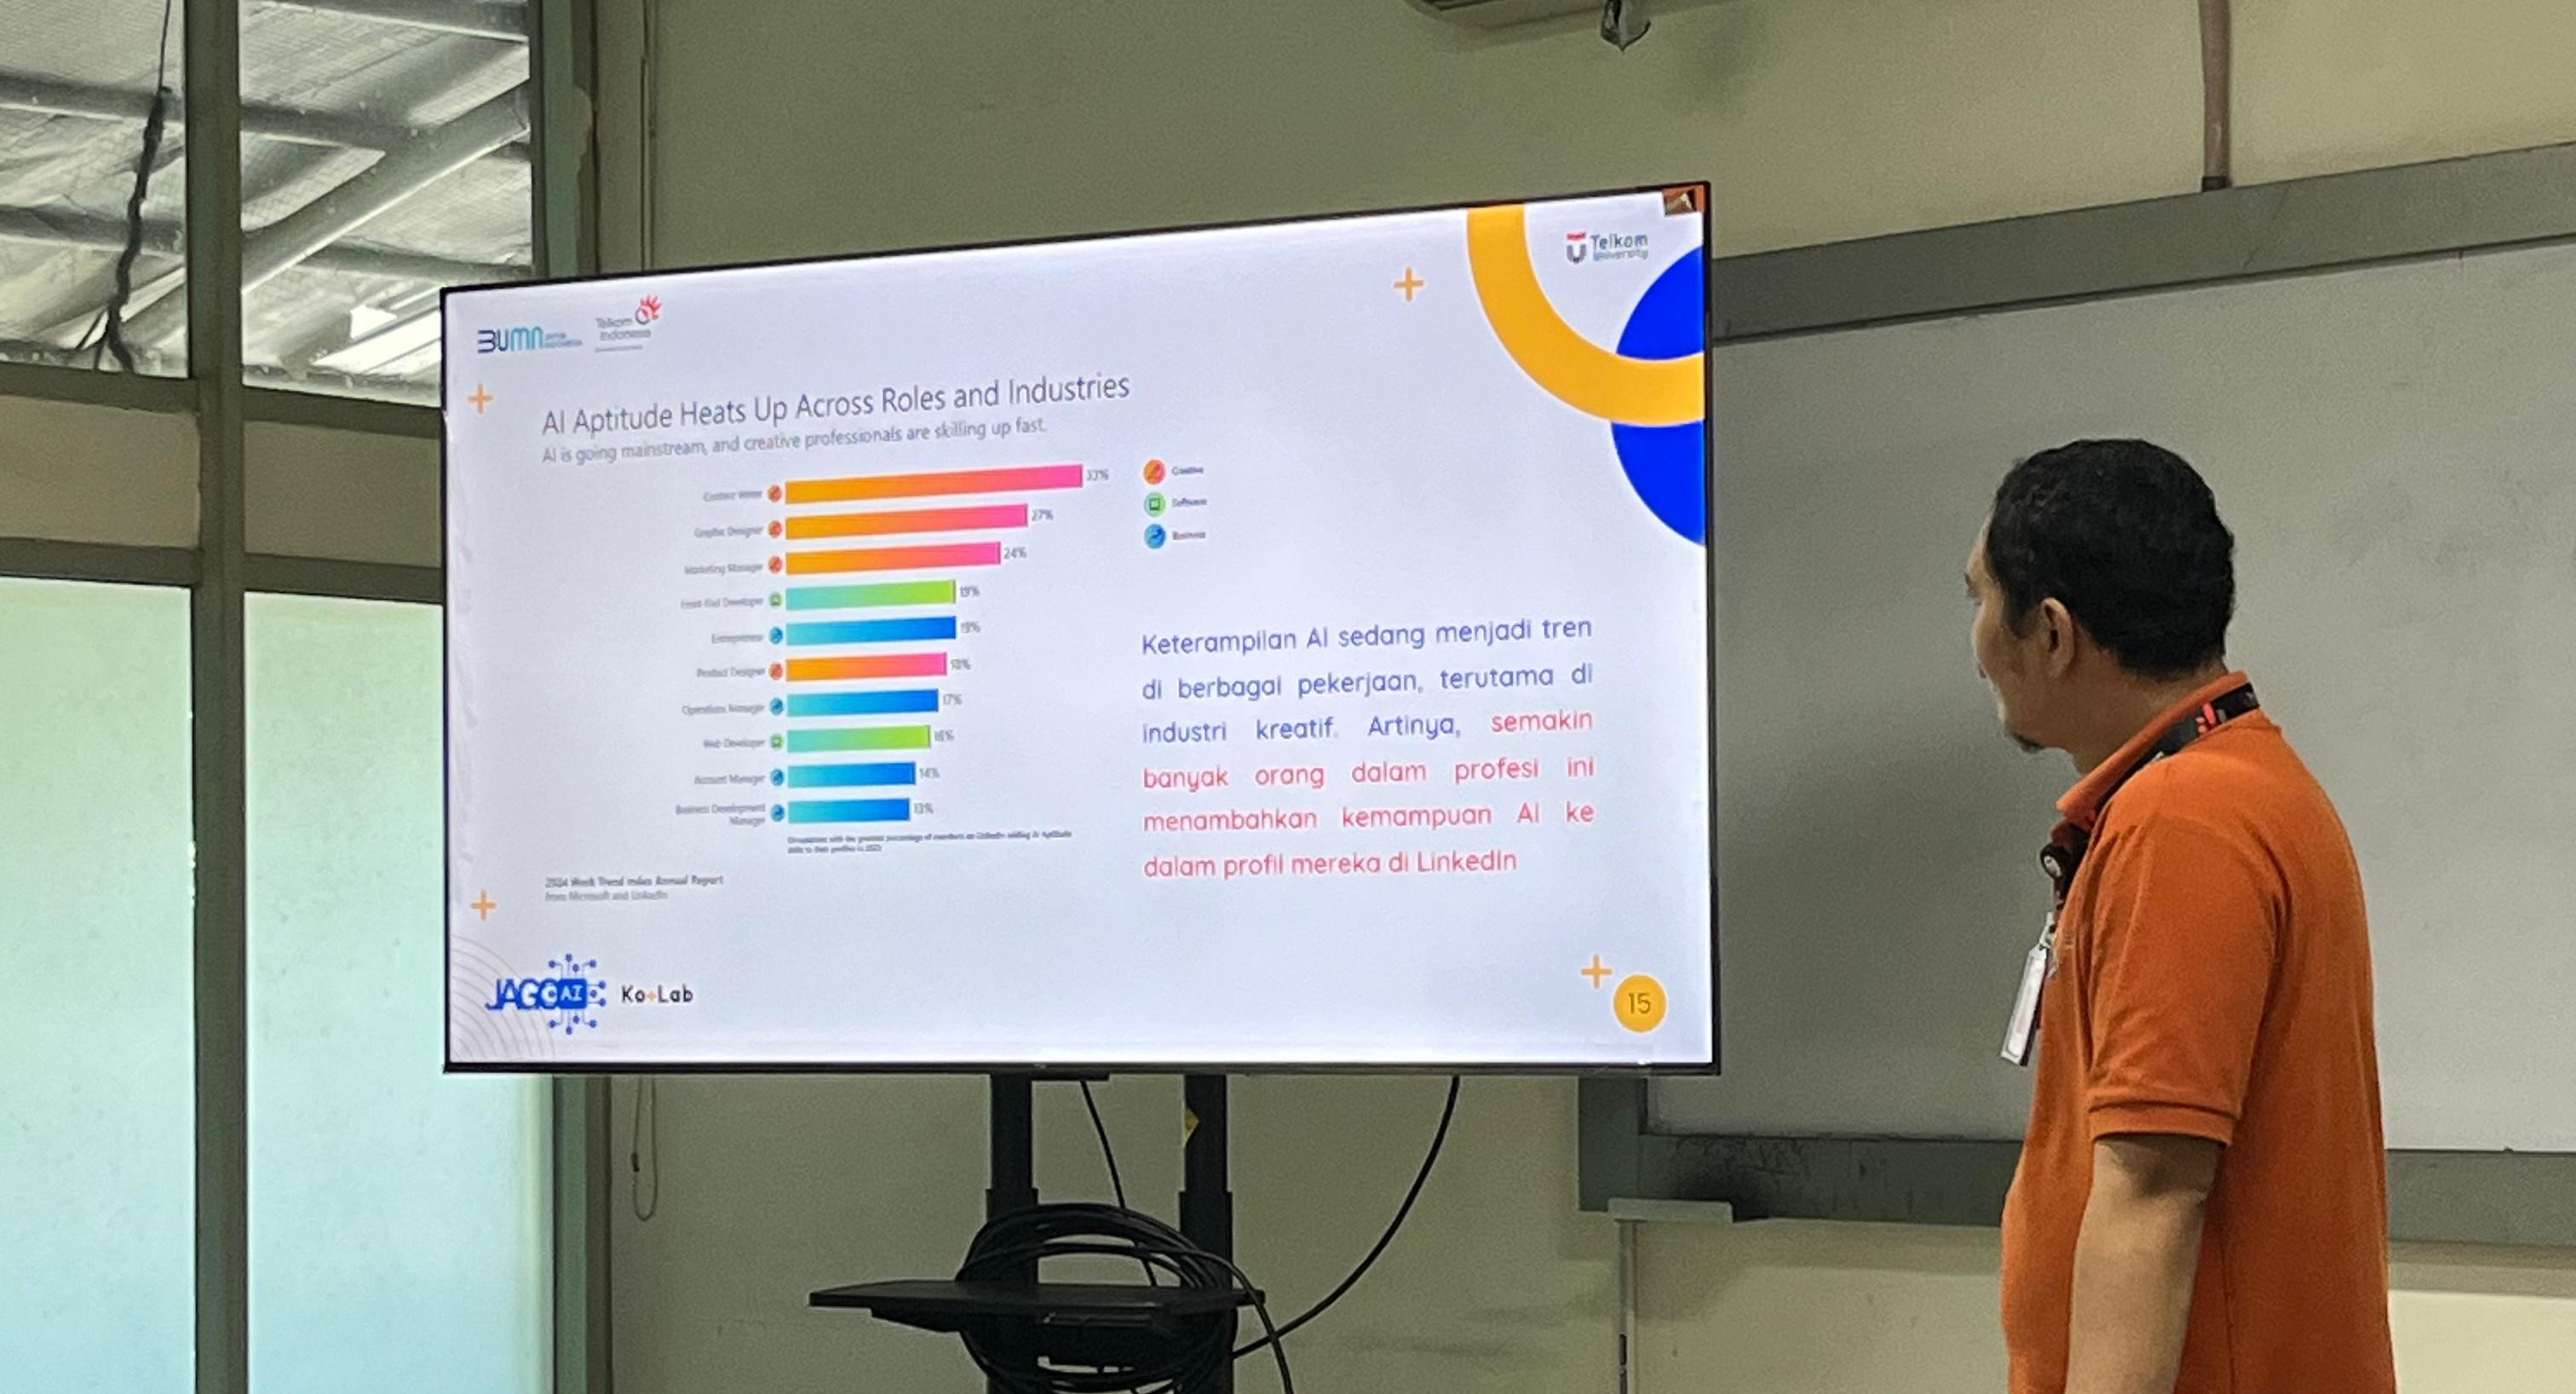 BUMN
Telkom
Indonesia
Telkom
University
AI Aptitude Heats Up Across Roles and Industries
AI is going mainstream, and creative professionals are skilling up fast.
Content Writer 33%
Graphic Designer 27%
Marketing Manager 24%
Front-End Developer 19%
Entrepreneur 19%
Product Designer 18%
Operations Manager 17%
Web Developer 16%
Account Manager 14%
Business Development
Manager 13%
Creative
Software
Business
Occupations with the greatest percentage of members on LinkedIn adding AI Aptitude
skills to their profiles in 2023
2024 Work Trend Index Annual Report
from Microsoft and LinkedIn
Keterampilan AI sedang menjadi tren
di berbagai pekerjaan, terutama di
industri kreatif. Artinya, semakin
banyak orang dalam profesi ini
menambahkan kemampuan AI ke
dalam profil mereka di LinkedIn
JAGOAI Ko+Lab
15